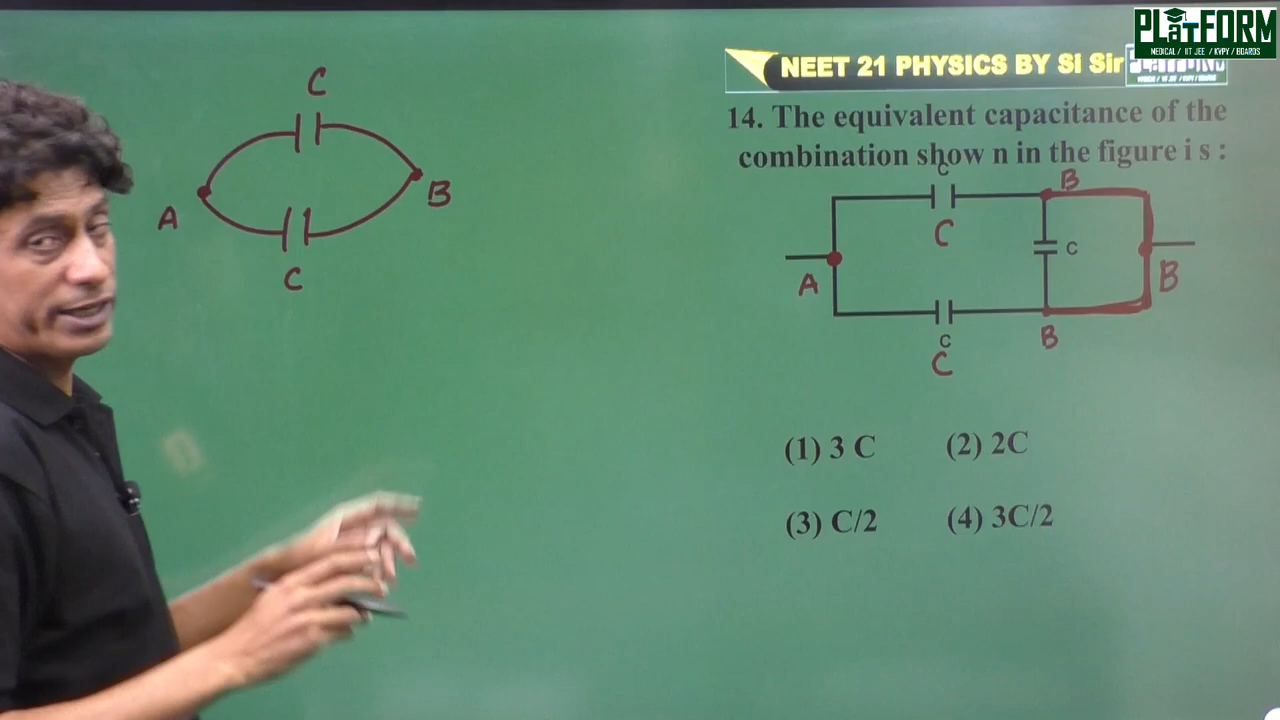 PLatFORM
MEDICAL / IIT JEE / KVPY / BOARDS
NEET 21 PHYSICS BY Si Sir
14. The equivalent capacitance of the
combination show n in the figure i s :
C
A
B
C
C
C
B
C
A
B
C
C
B
(1) 3 C
(2) 2C
(3) C/2
(4) 3C/2